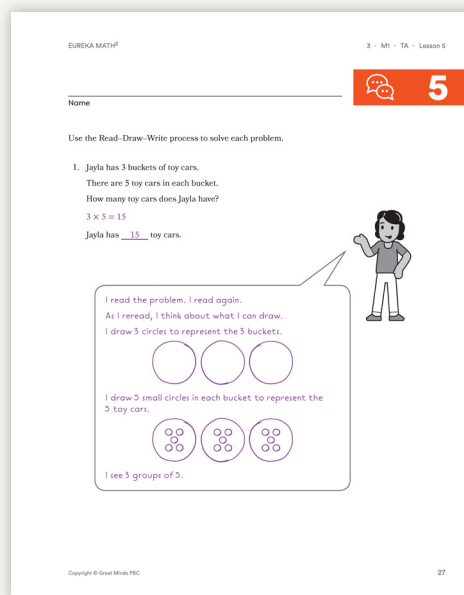 EUREKA MATH²
3 ▸ M1 ▸ TA ▸ Lesson 5
5
Name
Use the Read–Draw–Write process to solve each problem.
1. Jayla has 3 buckets of toy cars.
There are 5 toy cars in each bucket.
How many toy cars does Jayla have?
3 × 5 = 15
Jayla has 15 toy cars.
I read the problem. I read again.
As I reread, I think about what I can draw.
I draw 3 circles to represent the 3 buckets.
I draw 5 small circles in each bucket to represent the
5 toy cars.
I see 3 groups of 5.
Copyright © Great Minds PBC
27